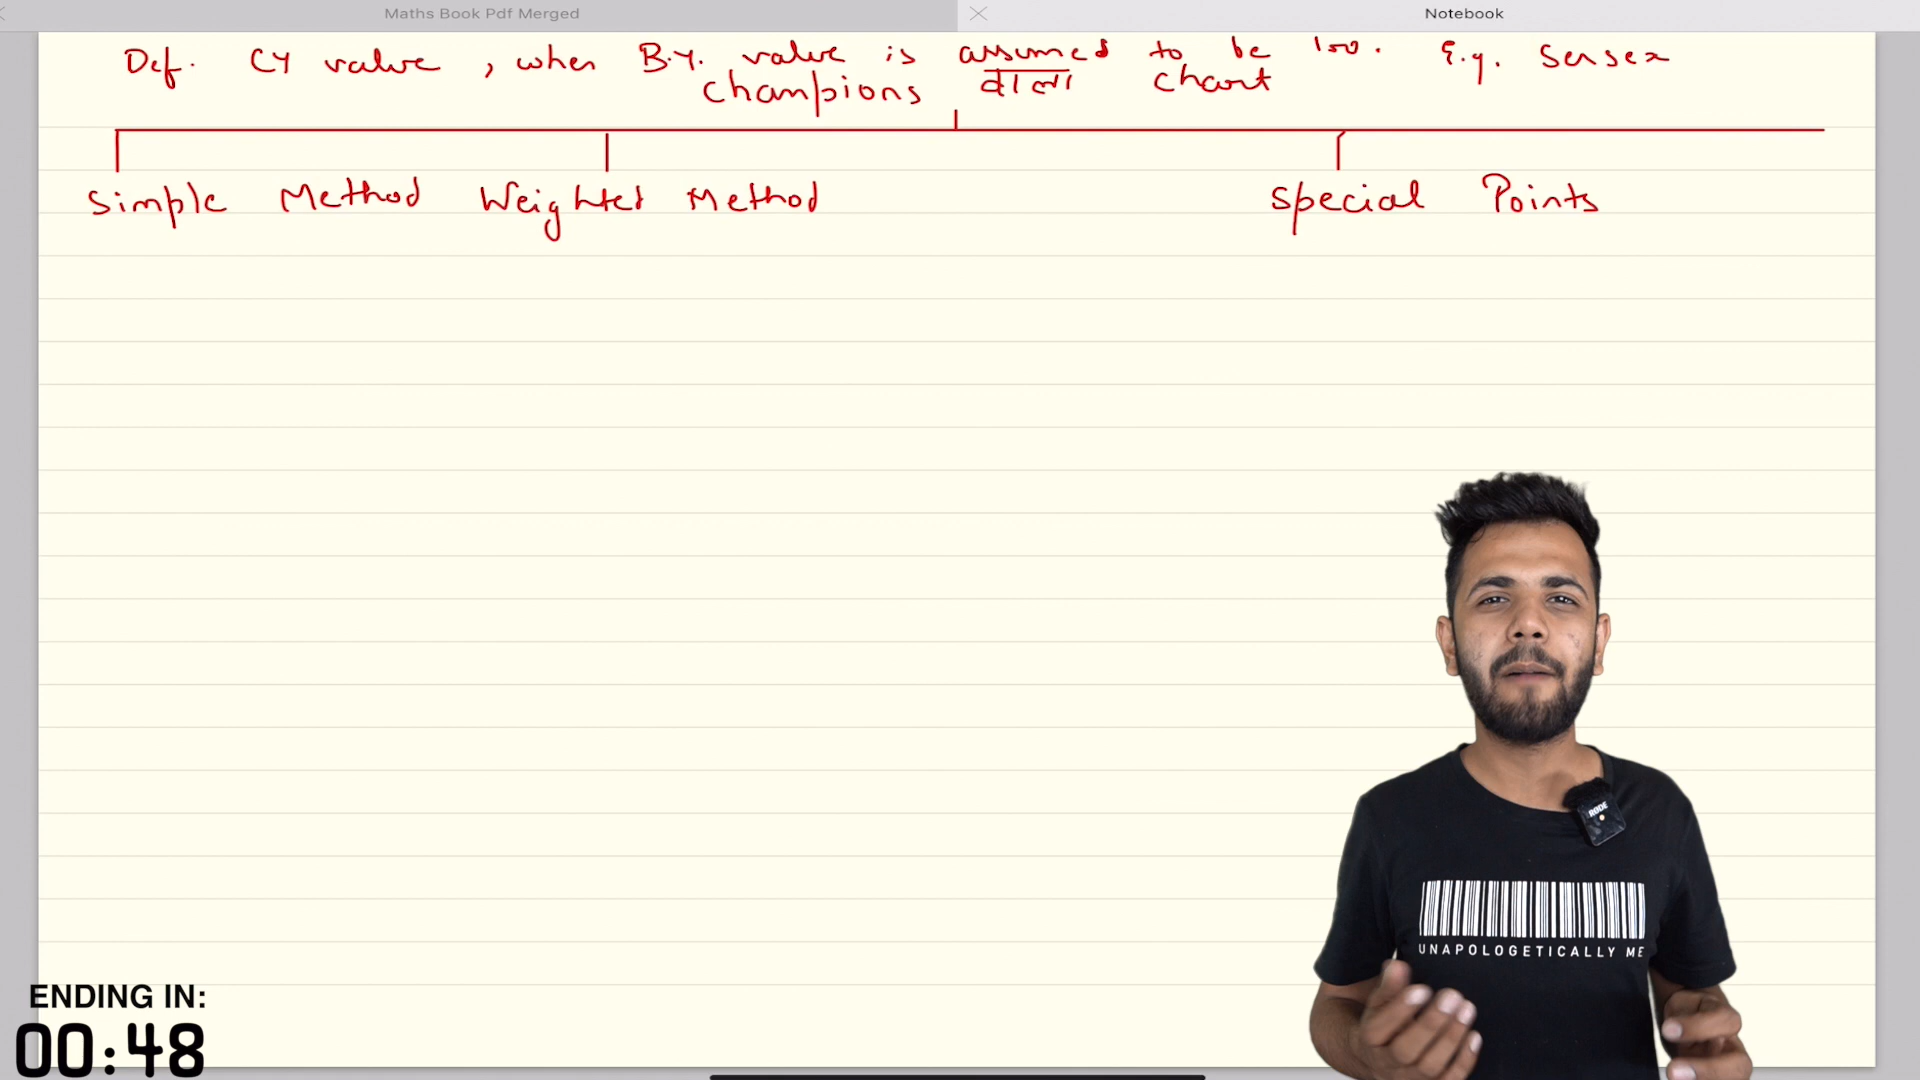 Maths Book Pdf Merged
Notebook
Def. CY value, when B.Y. value is assumed to be 100. E.g. Sensex
Champions वाला Chart
Simple Method Weighted Method Special Points
RODE
UNAPOLOGETICALLY ME
ENDING IN:
00:48